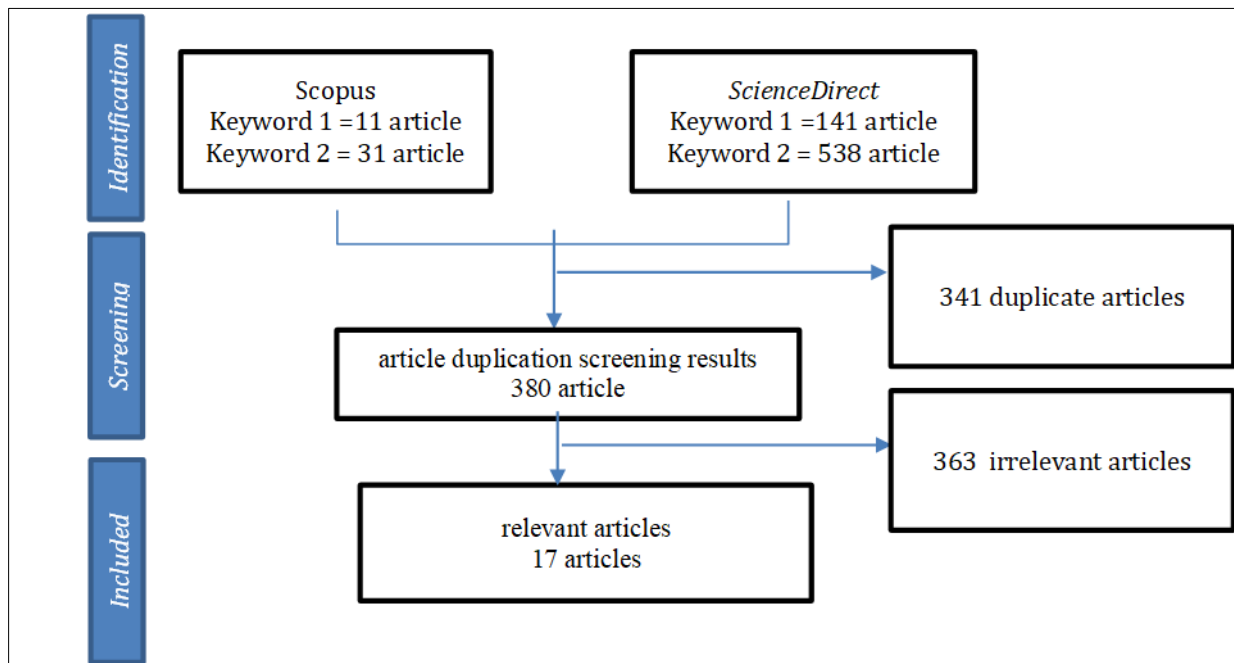 Identification
Scopus
Keyword 1 =11 article
Keyword 2 = 31 article
ScienceDirect
Keyword 1 =141 article
Keyword 2 = 538 article
Screening
341 duplicate articles
article duplication screening results
380 article
363 irrelevant articles
Included
relevant articles
17 articles